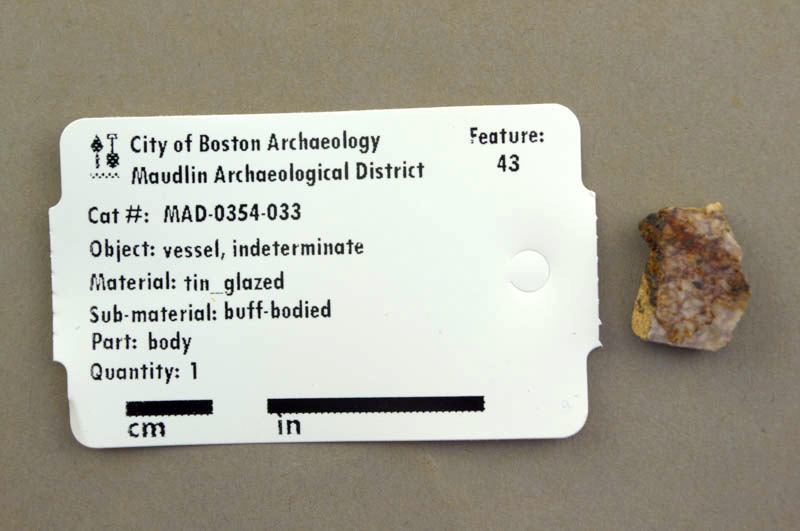 City of Boston Archaeology
Maudlin Archaeological District
Feature:
43
Cat #: MAD-0354-033
Object: vessel, indeterminate
Material: tin_glazed
Sub-material: buff-bodied
Part: body
Quantity: 1
cm
in